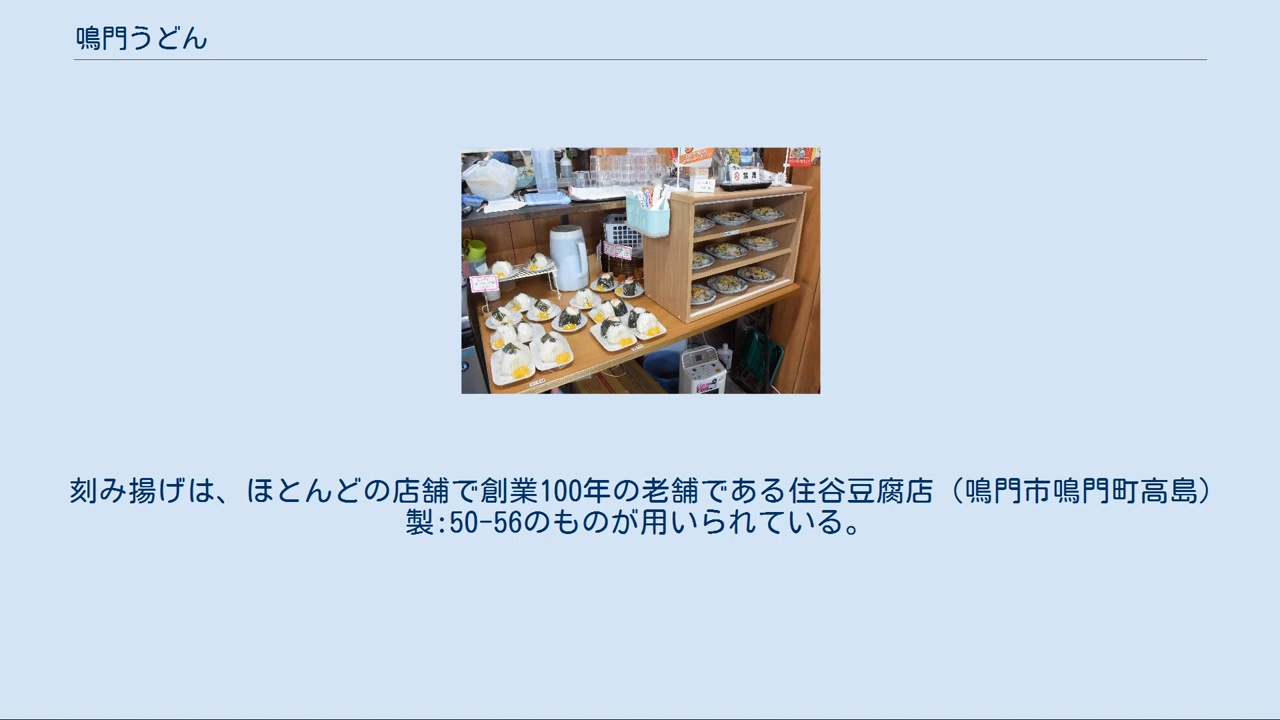 鳴門うどん
刻み揚げは、ほとんどの店舗で創業100年の老舗である住谷豆腐店（鳴門市鳴門町高島）
製:50-56のものが用いられている。